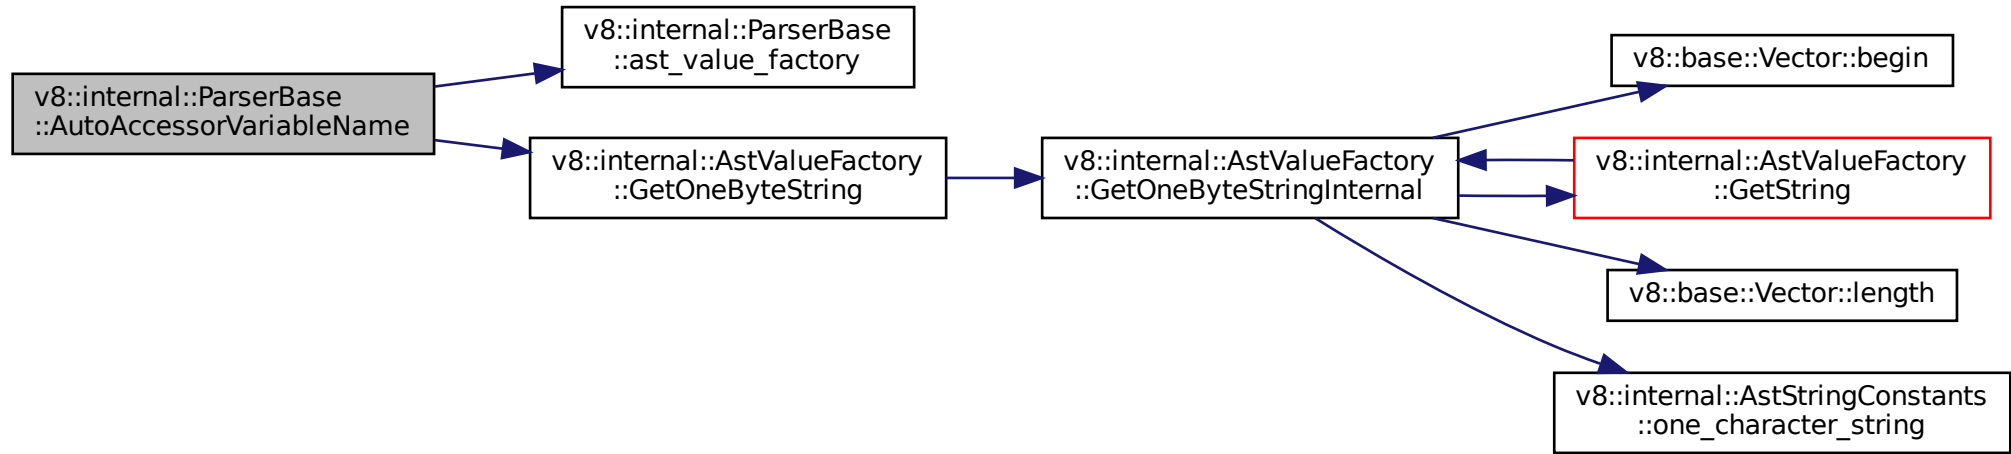 v8::internal::ParserBase
::AutoAccessorVariableName
v8::internal::ParserBase
::ast_value_factory
v8::internal::AstValueFactory
::GetOneByteString
v8::internal::AstValueFactory
::GetOneByteStringInternal
v8::base::Vector::begin
v8::internal::AstValueFactory
::GetString
v8::base::Vector::length
v8::internal::AstStringConstants
::one_character_string